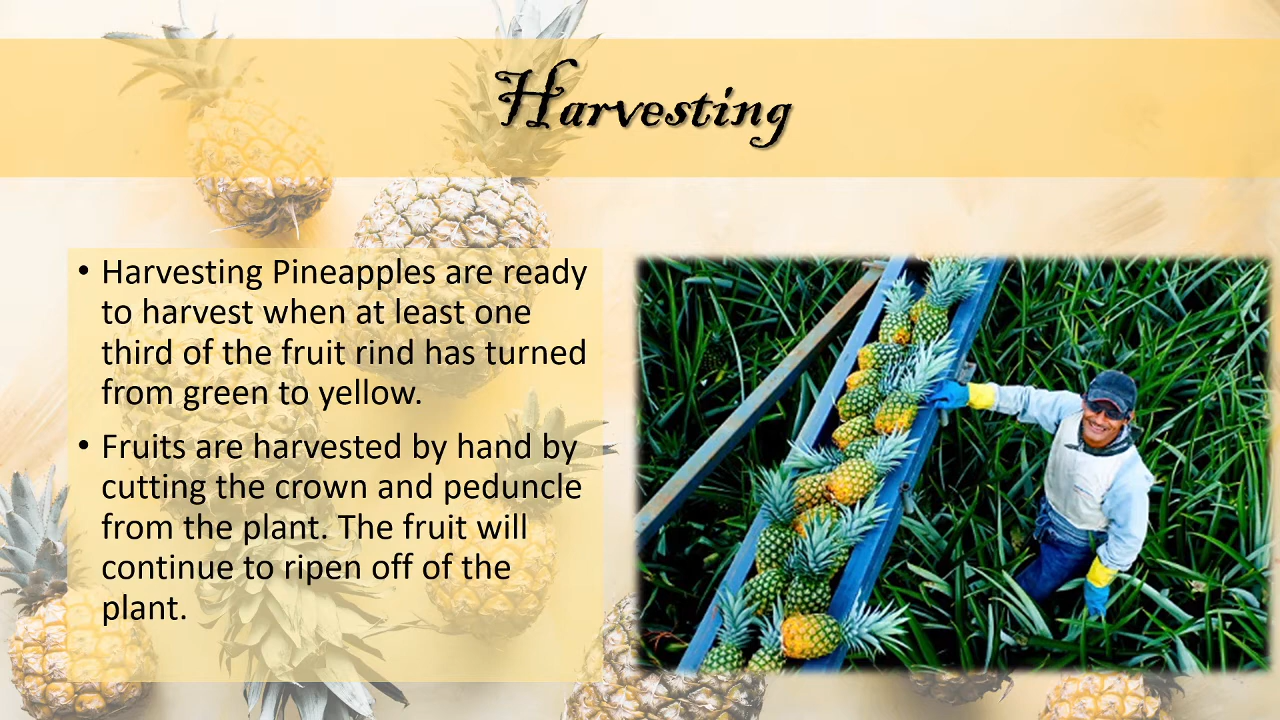 Harvesting
• Harvesting Pineapples are ready
to harvest when at least one
third of the fruit rind has turned
from green to yellow.
• Fruits are harvested by hand by
cutting the crown and peduncle
from the plant. The fruit will
continue to ripen off of the
plant.